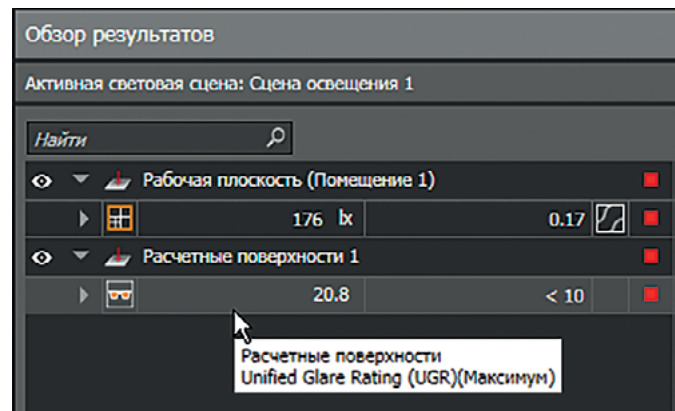 Обзор результатов
Активная световая сцена: Сцена освещения 1
Найти
Рабочая плоскость (Помещение 1)
176 lx 0.17
Расчетные поверхности 1
20.8 < 10
Расчетные поверхности
Unified Glare Rating (UGR)(Максимум)